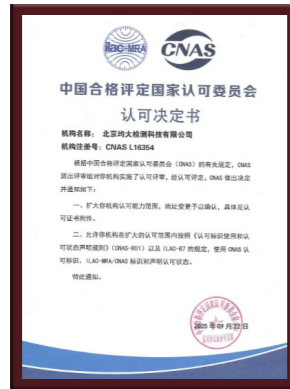 ilac-MRA
CNAS
中国合格评定国家认可委员会
认可决定书
机构名称： 北京均大检测科技有限公司
机构注册号：CNAS L16354
根据中国合格评定国家认可委员会（CNAS）的有关规定，CNAS
派出评审组对你机构实施了认可评审，经认可评定，CNAS 做出决定
并通知如下：
一、扩大你机构认可能力范围，地址变更予以确认，具体见认
可证书附件。
二、允许你机构在扩大的认可范围内按照《认可标识使用和认
可状态声明规则》（CNAS-R01）以及 ILAC-R7 的规定，使用 CNAS 认
可标识、ILAC-MRA/CNAS 标识和声明认可状态。
特此通知。
2025 年 09 月 22 日